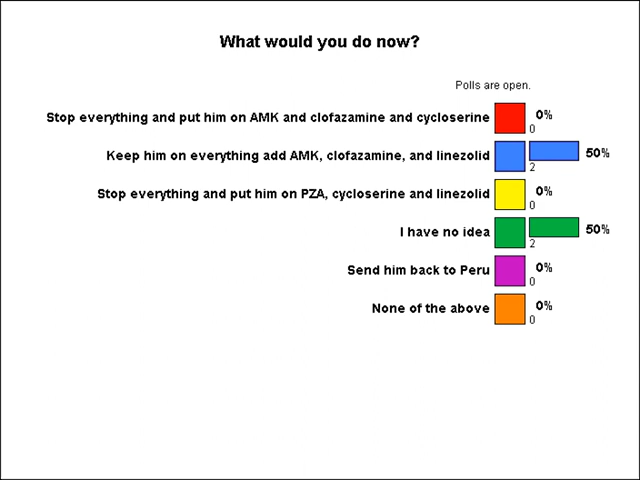 What would you do now?
Polls are open.
Stop everything and put him on AMK and clofazamine and cycloserine 0%
0
Keep him on everything add AMK, clofazamine, and linezolid 50%
2
Stop everything and put him on PZA, cycloserine and linezolid 0%
0
I have no idea 50%
2
Send him back to Peru 0%
0
None of the above 0%
0